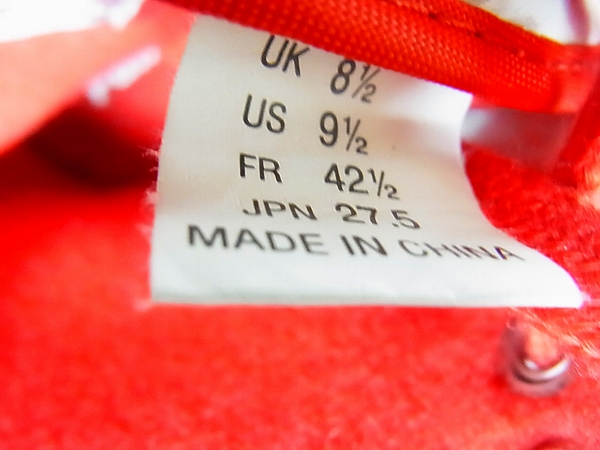 UK 8½
US 9½
FR 42½
JPN 27.5
MADE IN CHINA